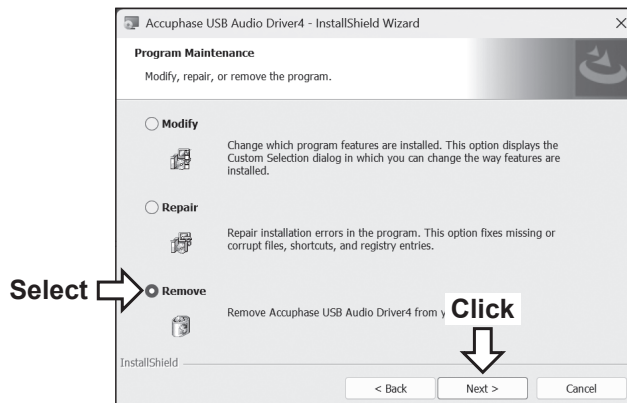 Accuphase USB Audio Driver4 - InstallShield Wizard
Program Maintenance
Modify, repair, or remove the program.
Modify
Change which program features are installed. This option displays the
Custom Selection dialog in which you can change the way features are
installed.
Repair
Repair installation errors in the program. This option fixes missing or
corrupt files, shortcuts, and registry entries.
Select
Remove
Remove Accuphase USB Audio Driver4 from
Click
InstallShield
< Back
Next >
Cancel